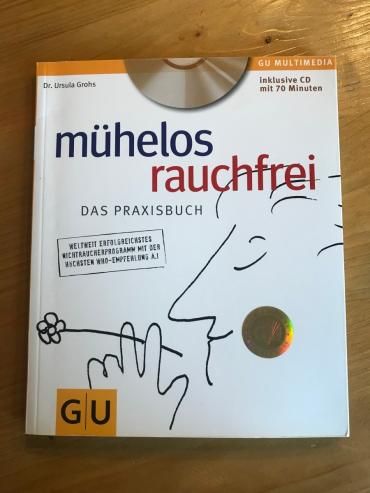 GU MULTIMEDIA
Dr. Ursula Grohs
inklusive CD
mit 70 Minuten
mühelos
rauchfrei
DAS PRAXISBUCH
WELTWEIT ERFOLGREICHSTES
NICHTRAUCHERPROGRAMM MIT DER
HÖCHSTEN WHO-EMPFEHLUNG A.1
G|U